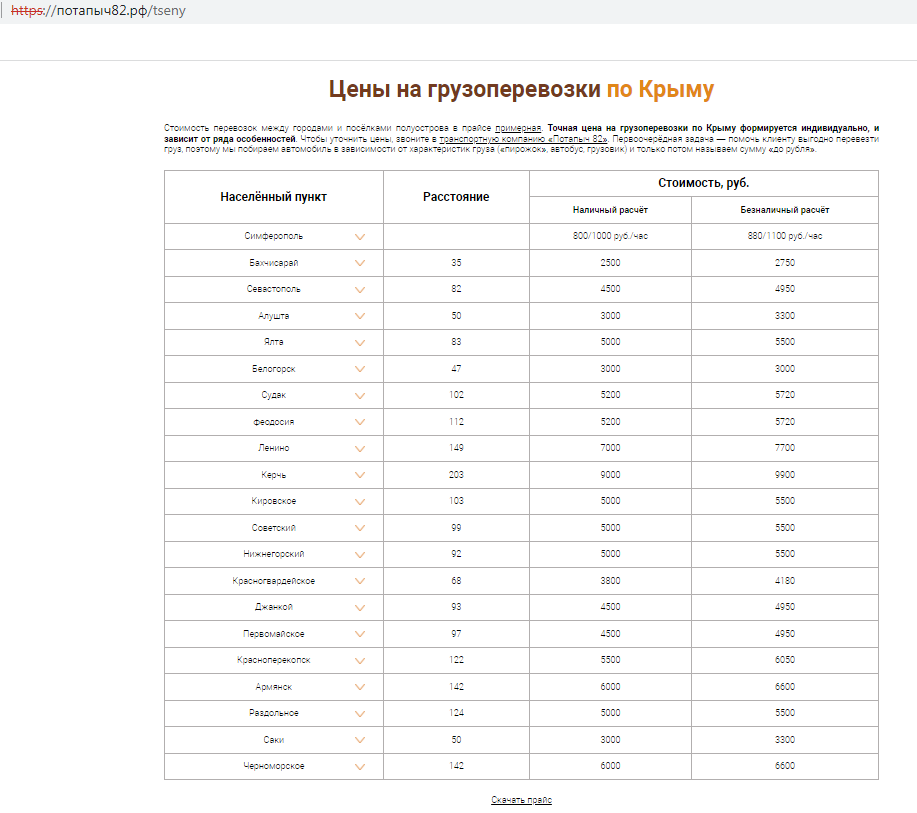 https://потапыч82.рф/tseny
Цены на грузоперевозки по Крыму
Стоимость перевозок между городами и посёлками полуострова в прайсе примерная. Точная цена на грузоперевозки по Крыму формируется индивидуально, и
зависит от ряда особенностей. Чтобы уточнить цены, звоните в транспортную компанию «Потапыч 82». Первоочерёдная задача — помочь клиенту выгодно перевезти
груз, поэтому мы побираем автомобиль в зависимости от характеристик груза («пирожок», автобус, грузовик) и только потом называем сумму «до рубля».
Населённый пункт Расстояние Стоимость, руб.
Наличный расчёт Безналичный расчёт
Симферополь 800/1000 руб./час 880/1100 руб./час
Бахчисарай 35 2500 2750
Севастополь 82 4500 4950
Алушта 50 3000 3300
Ялта 83 5000 5500
Белогорск 47 3000 3000
Судак 102 5200 5720
феодосия 112 5200 5720
Ленино 149 7000 7700
Керчь 203 9000 9900
Кировское 103 5000 5500
Советский 99 5000 5500
Нижнегорский 92 5000 5500
Красногвардейское 68 3800 4180
Джанкой 93 4500 4950
Первомайское 97 4500 4950
Красноперекопск 122 5500 6050
Армянск 142 6000 6600
Раздольное 124 5000 5500
Саки 50 3000 3300
Черноморское 142 6000 6600
Скачать прайс